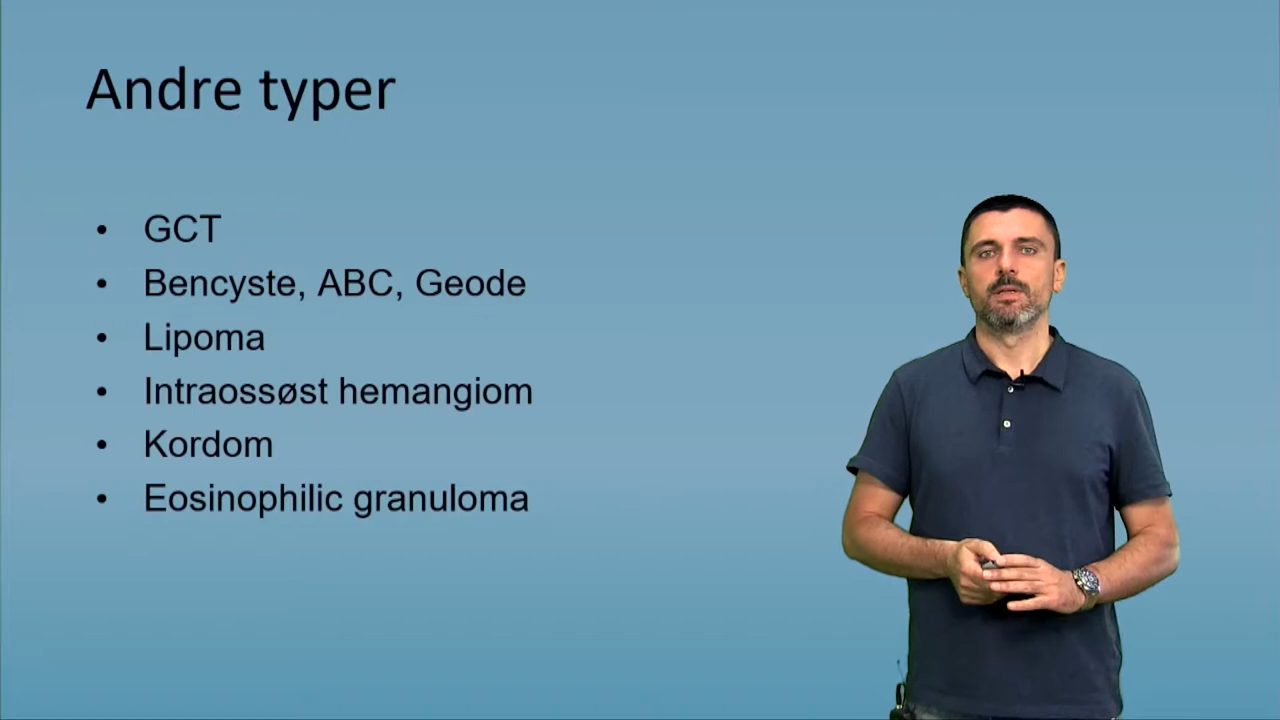 Andre typer
• GCT
• Bencyste, ABC, Geode
• Lipoma
• Intraossøst hemangiom
• Kordom
• Eosinophilic granuloma